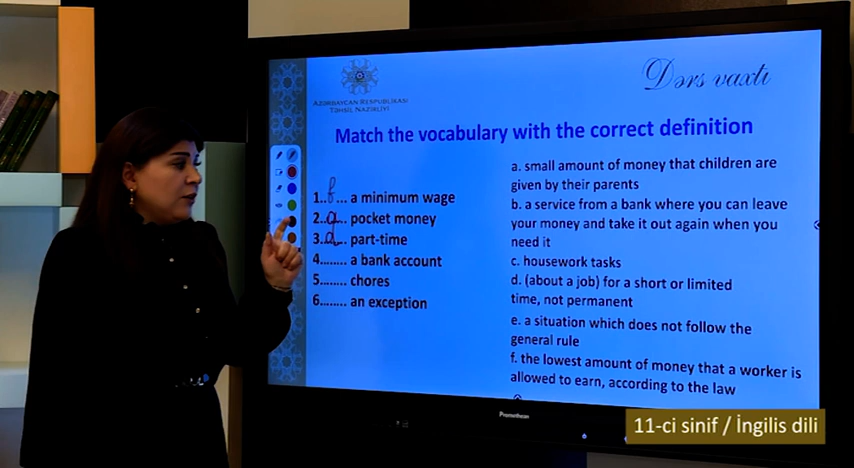 Dərs vaxtı
AZƏRBAYCAN RESPUBLİKASI
TƏHSİL NAZİRLİYİ
Match the vocabulary with the correct definition
1..f... a minimum wage
2..a... pocket money
3..d.... part-time
4........ a bank account
5........ chores
6........ an exception
a. small amount of money that children are
given by their parents
b. a service from a bank where you can leave
your money and take it out again when you
need it
c. housework tasks
d. (about a job) for a short or limited
time, not permanent
e. a situation which does not follow the
general rule
f. the lowest amount of money that a worker is
allowed to earn, according to the law
Promethean
11-ci sinif / İngilis dili